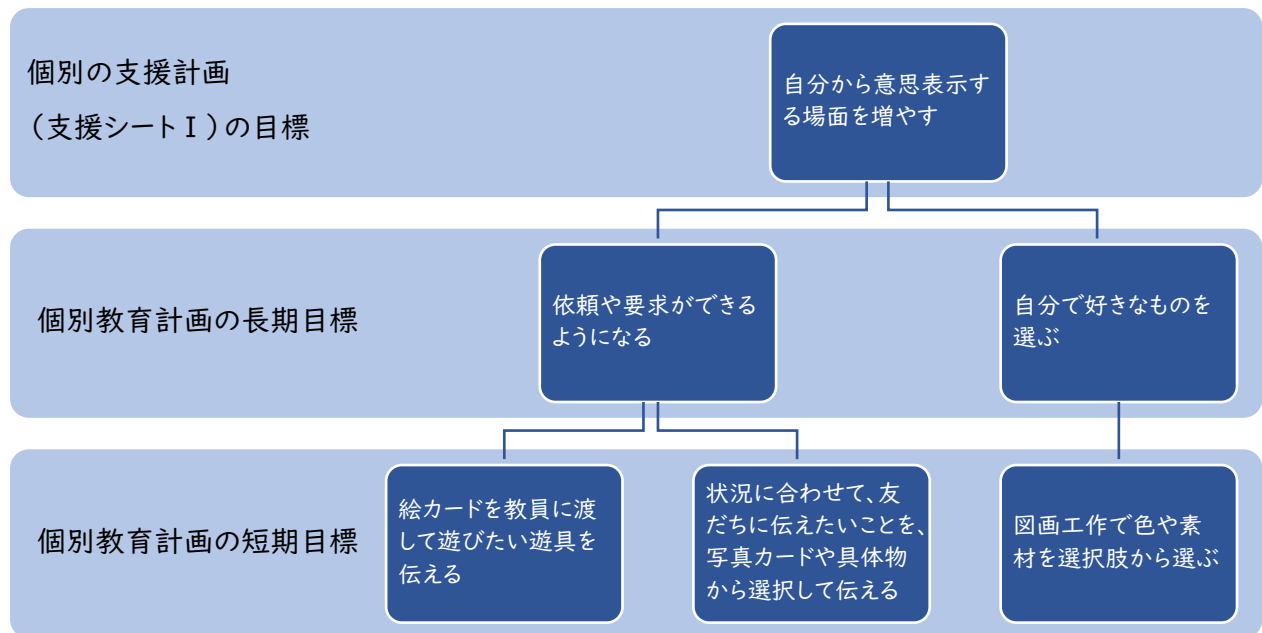 個別の支援計画
（支援シートⅠ）の目標
自分から意思表示す
る場面を増やす
個別教育計画の長期目標
依頼や要求ができる
ようになる
自分で好きなものを
選ぶ
個別教育計画の短期目標
絵カードを教員に渡
して遊びたい遊具を
伝える
状況に合わせて、友
だちに伝えたいことを、
写真カードや具体物
から選択して伝える
図画工作で色や素
材を選択肢から選ぶ